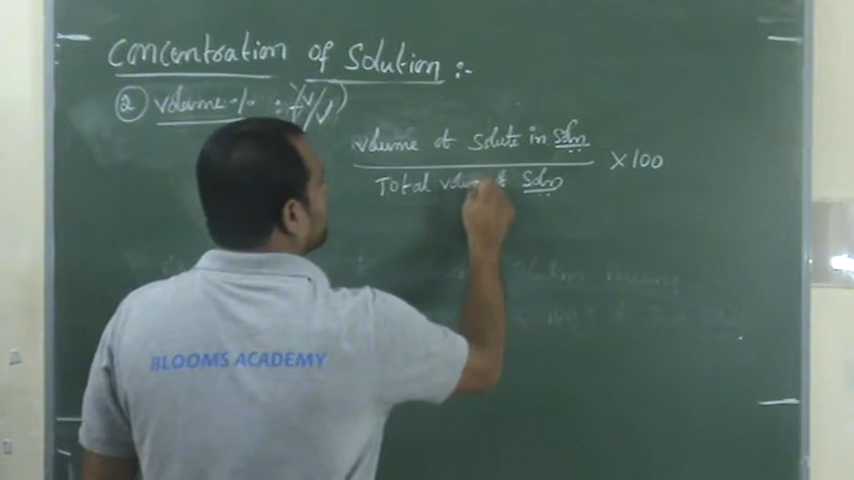 Concentration of Solution :-
② Volume % : (V/V)
Volume of Solute in Soln
Total volume of Soln
× 100
BLOOMS ACADEMY